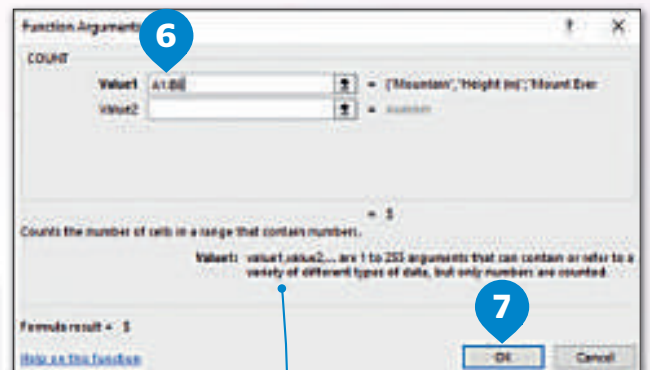 Function Arguments ? ×
6
COUNT
Value1 A1:B6 = {"Mountain","Height (m)";"Mount Ever
Value2 = number
=
Counts the number of cells in a range that contain numbers.
Value1: value1,value2,... are 1 to 255 arguments that can contain or refer to a
variety of different types of data, but only numbers are counted.
7
Formula result =
Help on this function OK Cancel